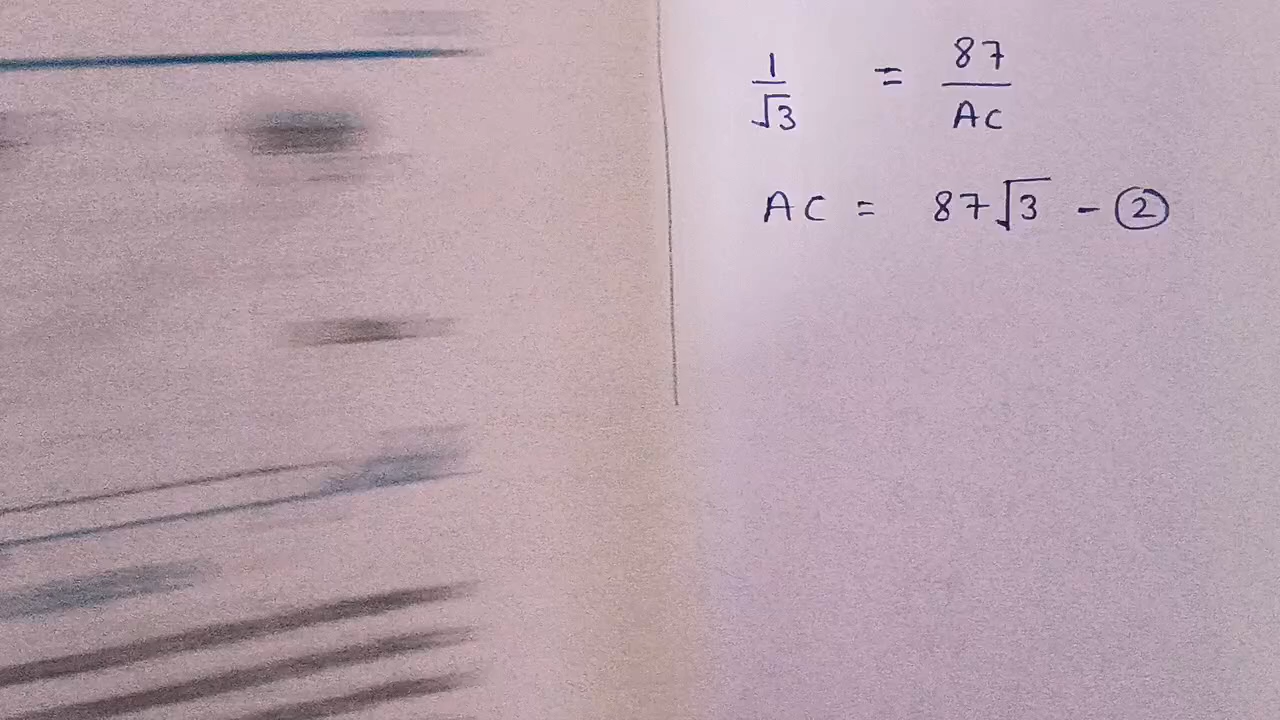 1/√3 = 87/AC
AC = 87√3 - ②